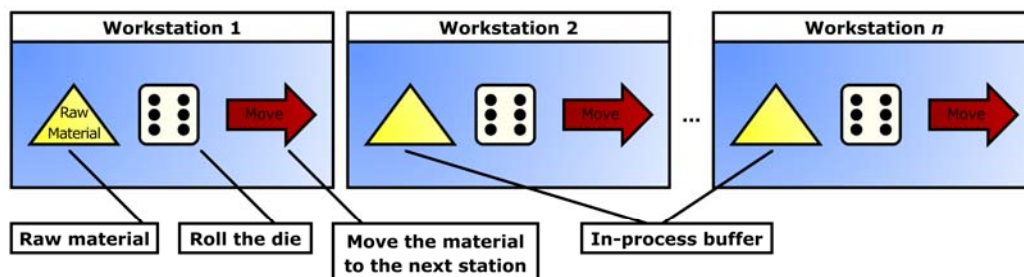 Workstation 1
Workstation 2
Workstation n
Raw
Material
Move
Move
...
Move
Raw material
Roll the die
Move the material
to the next station
In-process buffer